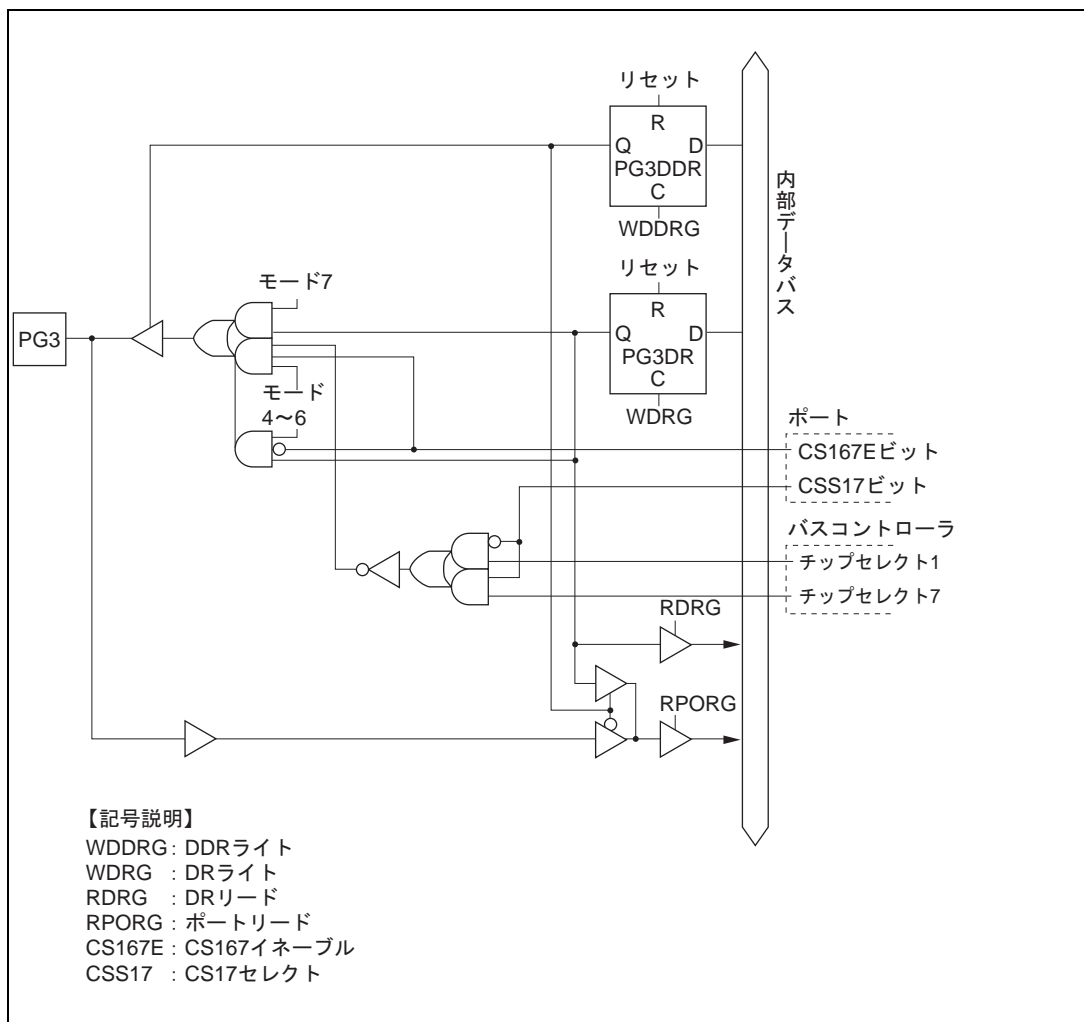 リセット
R
Q D
PG3DDR
C
WDDRG
内部データバス
リセット
R
Q D
PG3DR
C
WDRG
モード7
PG3
モード
4〜6
ポート
CS167Eビット
CSS17ビット
バスコントローラ
チップセレクト1
チップセレクト7
RDRG
RPORG
【記号説明】
WDDRG : DDRライト
WDRG : DRライト
RDRG : DRリード
RPORG : ポートリード
CS167E : CS167イネーブル
CSS17 : CS17セレクト